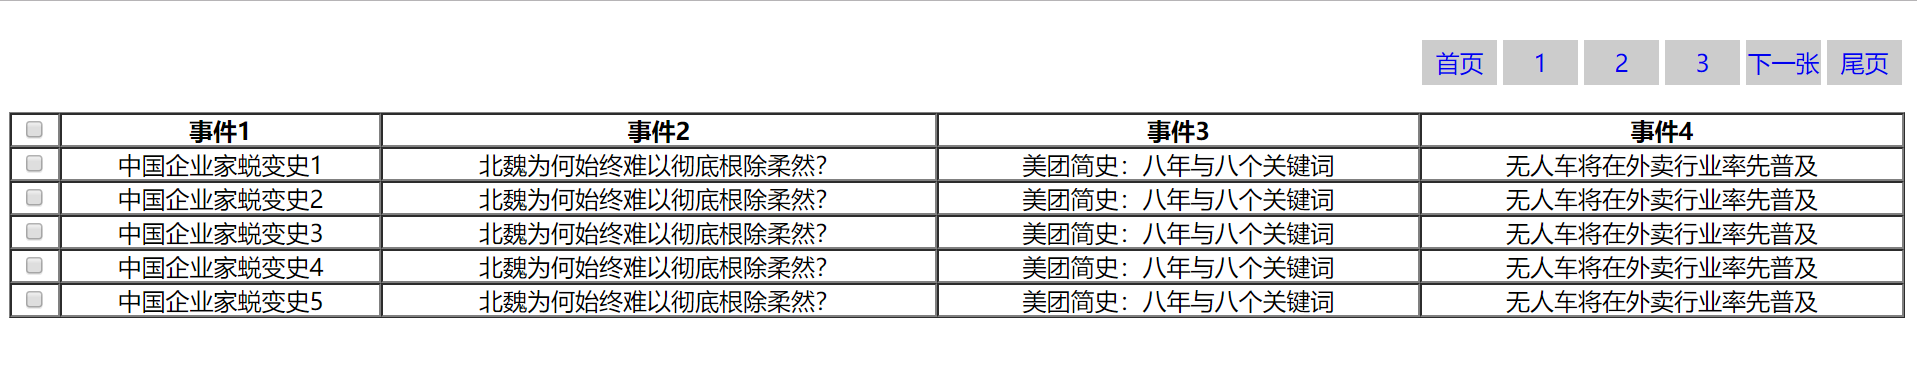 首页 1 2 3 下一张 尾页
事件1 事件2 事件3 事件4
中国企业家蜕变史1 北魏为何始终难以彻底根除柔然? 美团简史：八年与八个关键词 无人车将在外卖行业率先普及
中国企业家蜕变史2 北魏为何始终难以彻底根除柔然? 美团简史：八年与八个关键词 无人车将在外卖行业率先普及
中国企业家蜕变史3 北魏为何始终难以彻底根除柔然? 美团简史：八年与八个关键词 无人车将在外卖行业率先普及
中国企业家蜕变史4 北魏为何始终难以彻底根除柔然? 美团简史：八年与八个关键词 无人车将在外卖行业率先普及
中国企业家蜕变史5 北魏为何始终难以彻底根除柔然? 美团简史：八年与八个关键词 无人车将在外卖行业率先普及